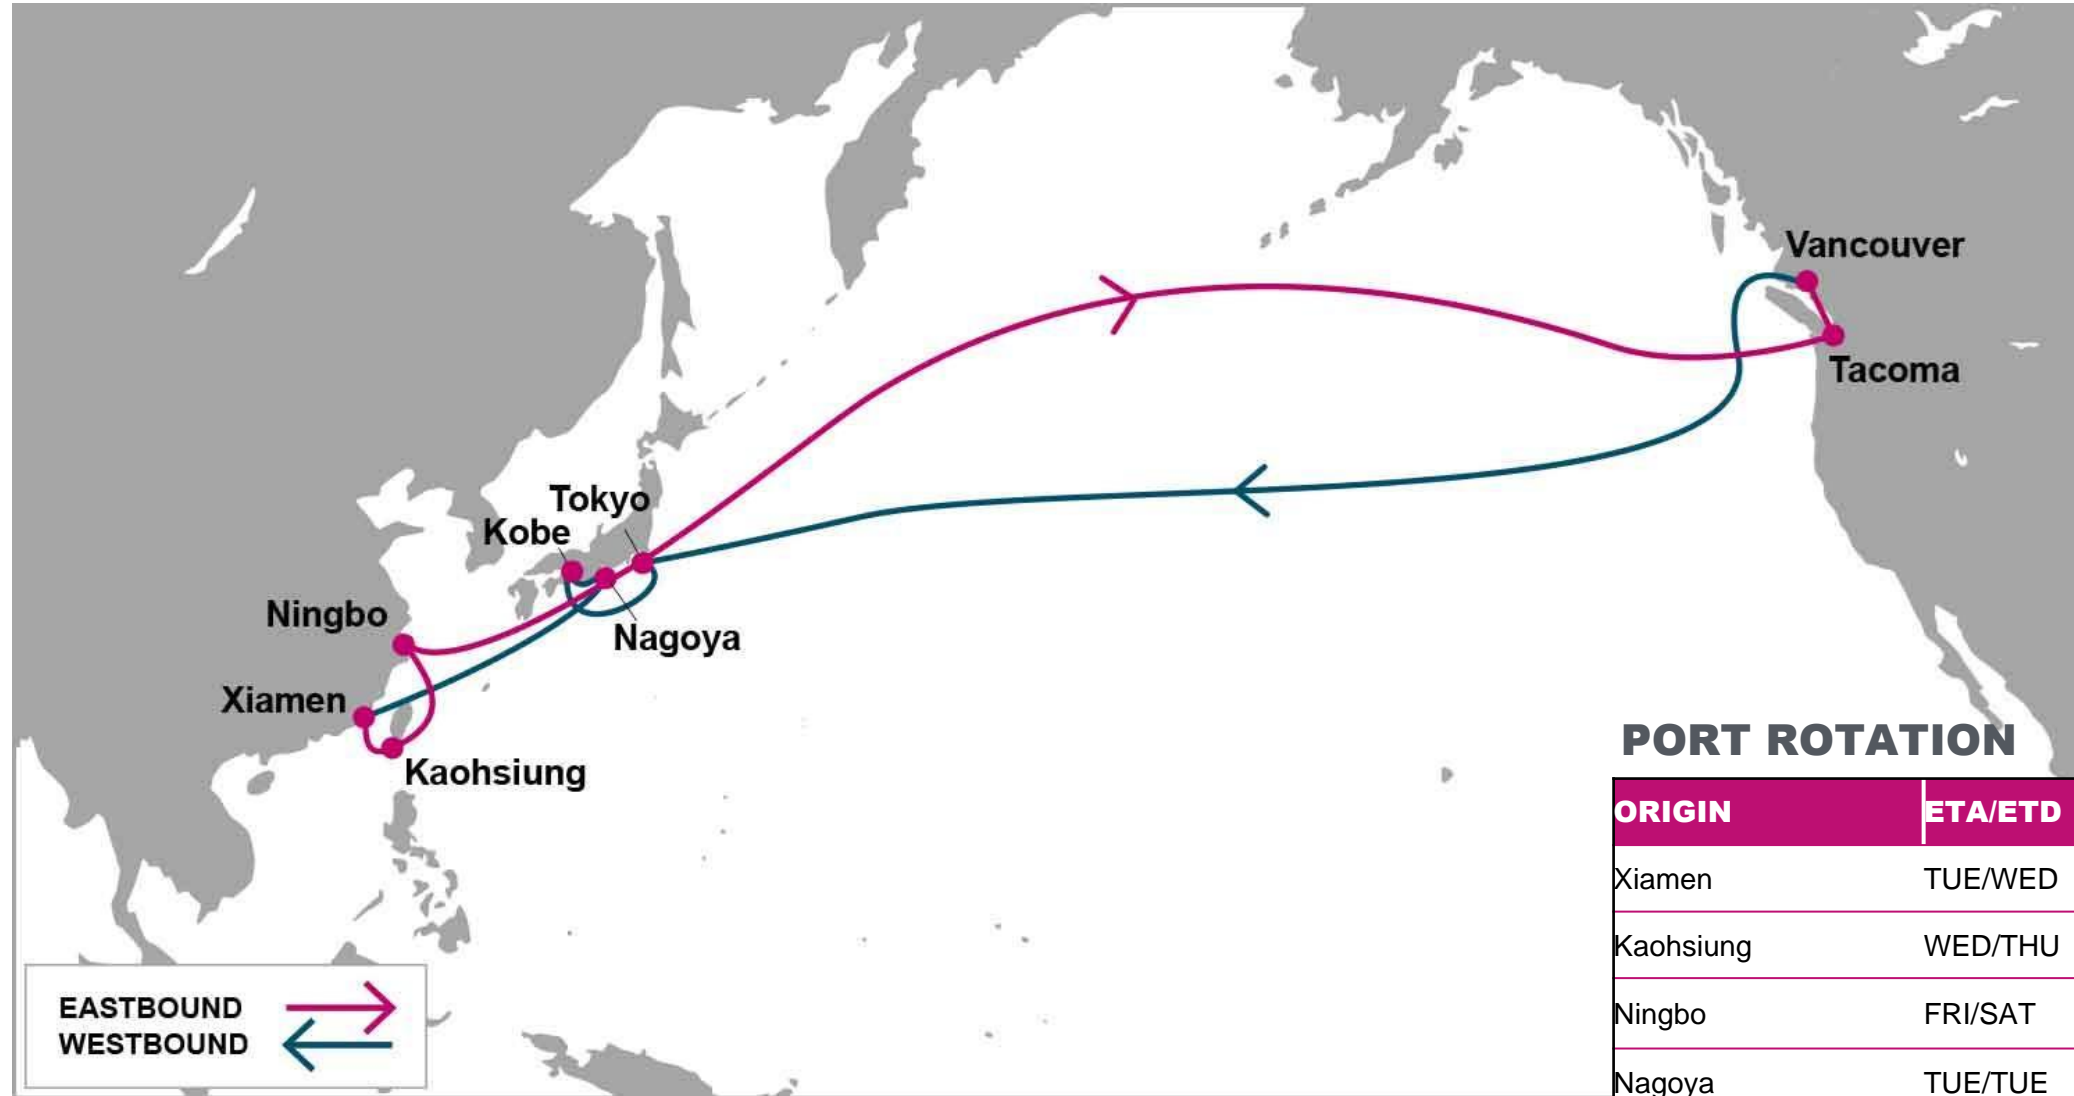 Vancouver
Tacoma
Tokyo
Kobe
Ningbo
Nagoya
Xiamen
Kaohsiung
EASTBOUND
WESTBOUND
PORT ROTATION
ORIGIN ETA/ETD
Xiamen TUE/WED
Kaohsiung WED/THU
Ningbo FRI/SAT
Nagoya TUE/TUE